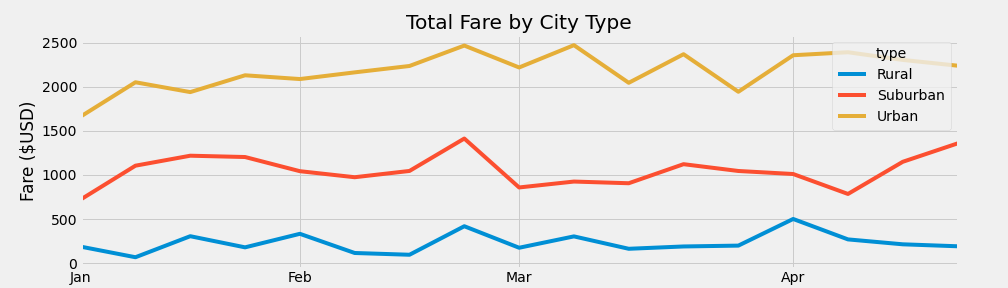 Total Fare by City Type
Fare ($USD)
2500
2000
1500
1000
500
0
Jan
Feb
Mar
Apr
type
Rural
Suburban
Urban